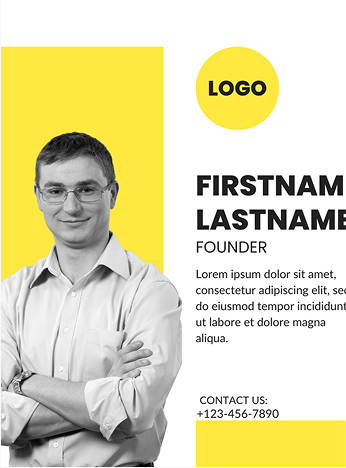 LOGO
FIRSTNAM
LASTNAME
FOUNDER
Lorem ipsum dolor sit amet,
consectetur adipiscing elit, sed
do eiusmod tempor incididunt
ut labore et dolore magna
aliqua.
CONTACT US:
+123-456-7890